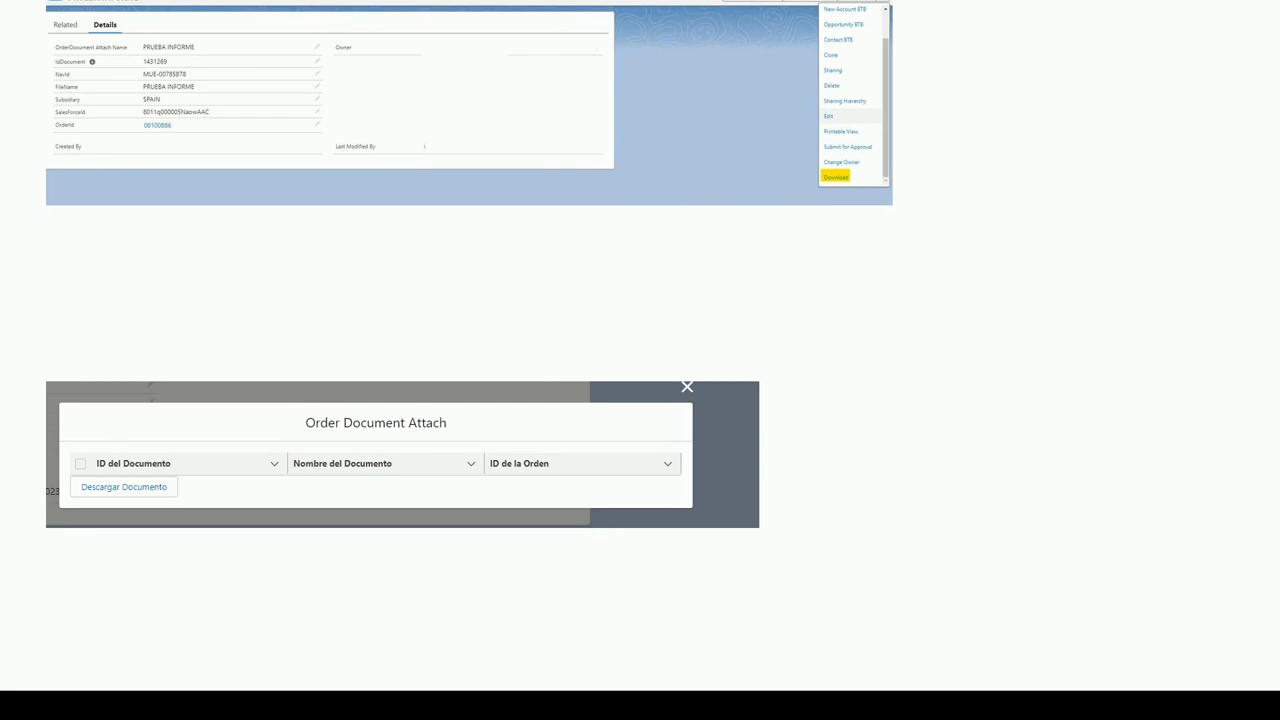 Related Details
OrderDocument Attach Name PRUEBA INFORME Owner
IdDocument 1431269
NavId MUE-00785878
FileName PRUEBA INFORME
Subsidiary SPAIN
SalesForceId 8011q000005NaowAAC
OrderId 00100886
Created By Last Modified By
New Account BTB
Opportunity BTB
Contact BTB
Clone
Sharing
Delete
Sharing Hierarchy
Edit
Printable View
Submit for Approval
Change Owner
Download
Order Document Attach
ID del Documento Nombre del Documento ID de la Orden
Descargar Documento
023